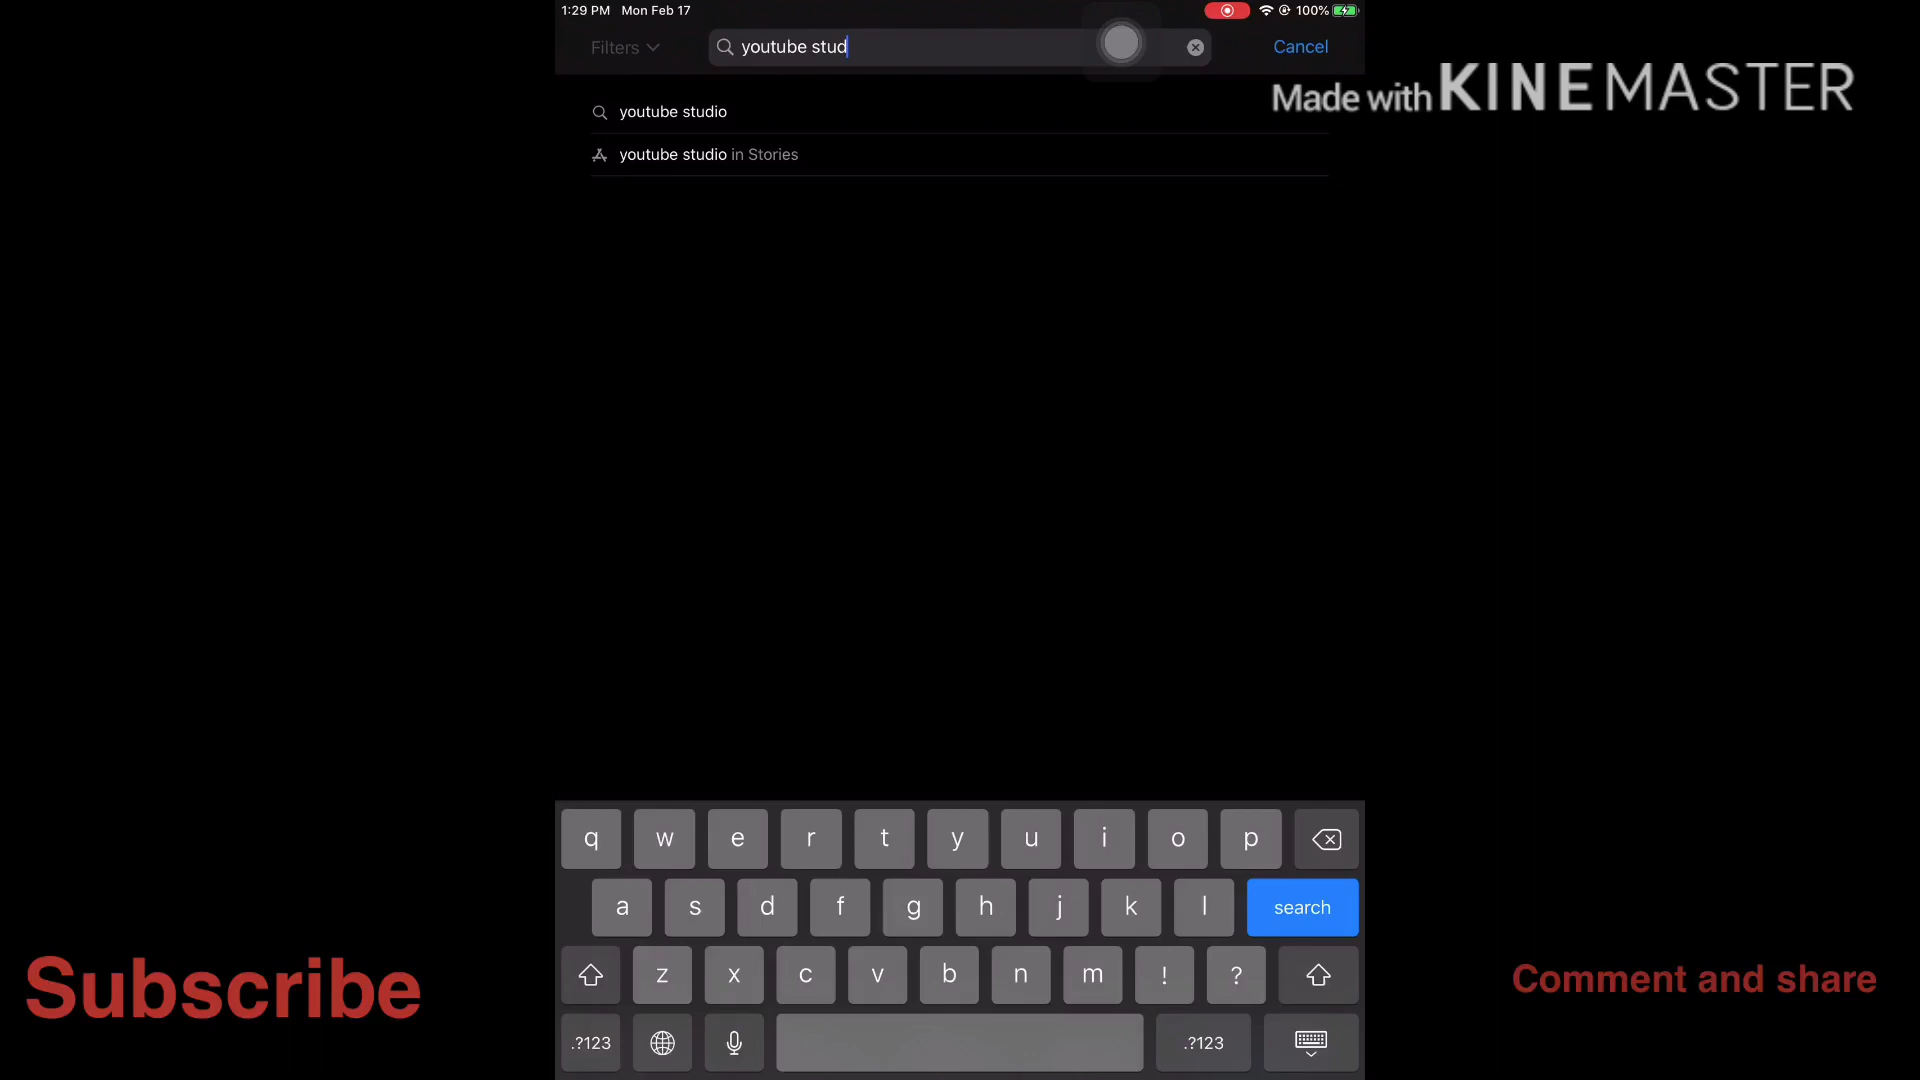 1:29 PM Mon Feb 17
100%
Filters
youtube stud
Cancel
Made with KINEMASTER
youtube studio
youtube studio in Stories
q w e r t y u i o p
a s d f g h j k l search
z x c v b n m ! ?
.?123 .?123
Subscribe
Comment and share